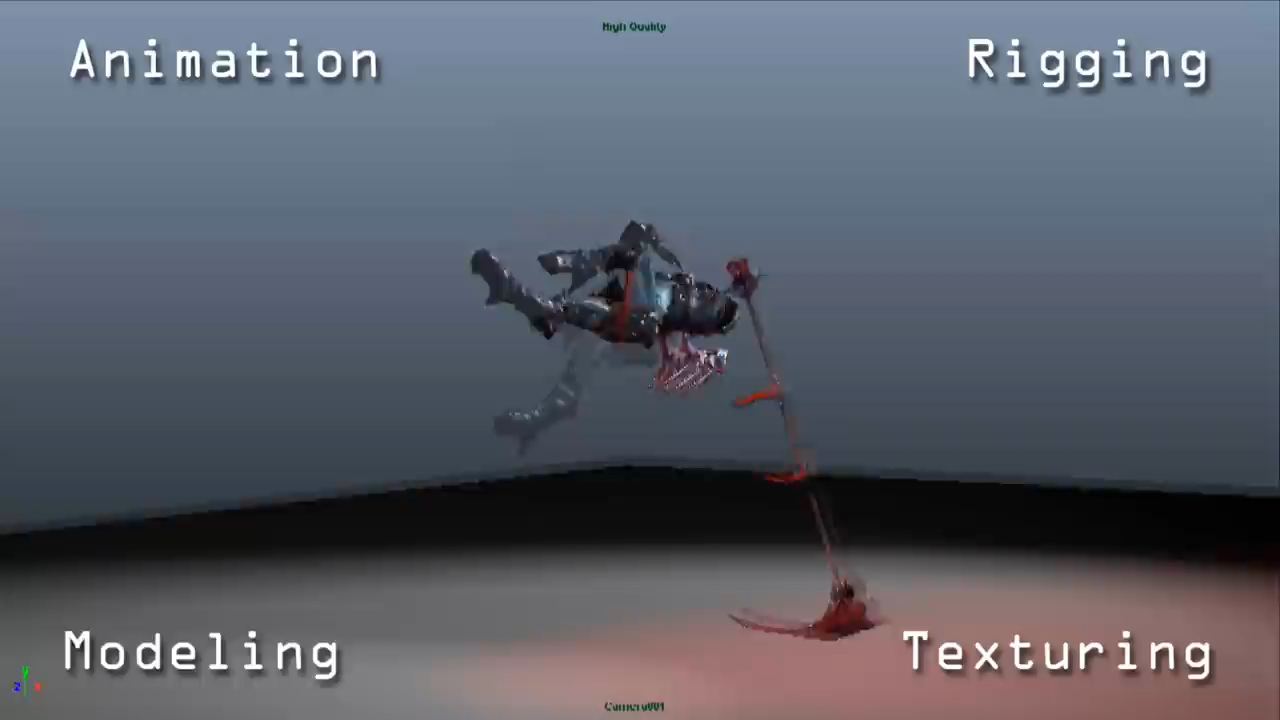 High Quality
Animation
Rigging
Modeling
Texturing
Camera001